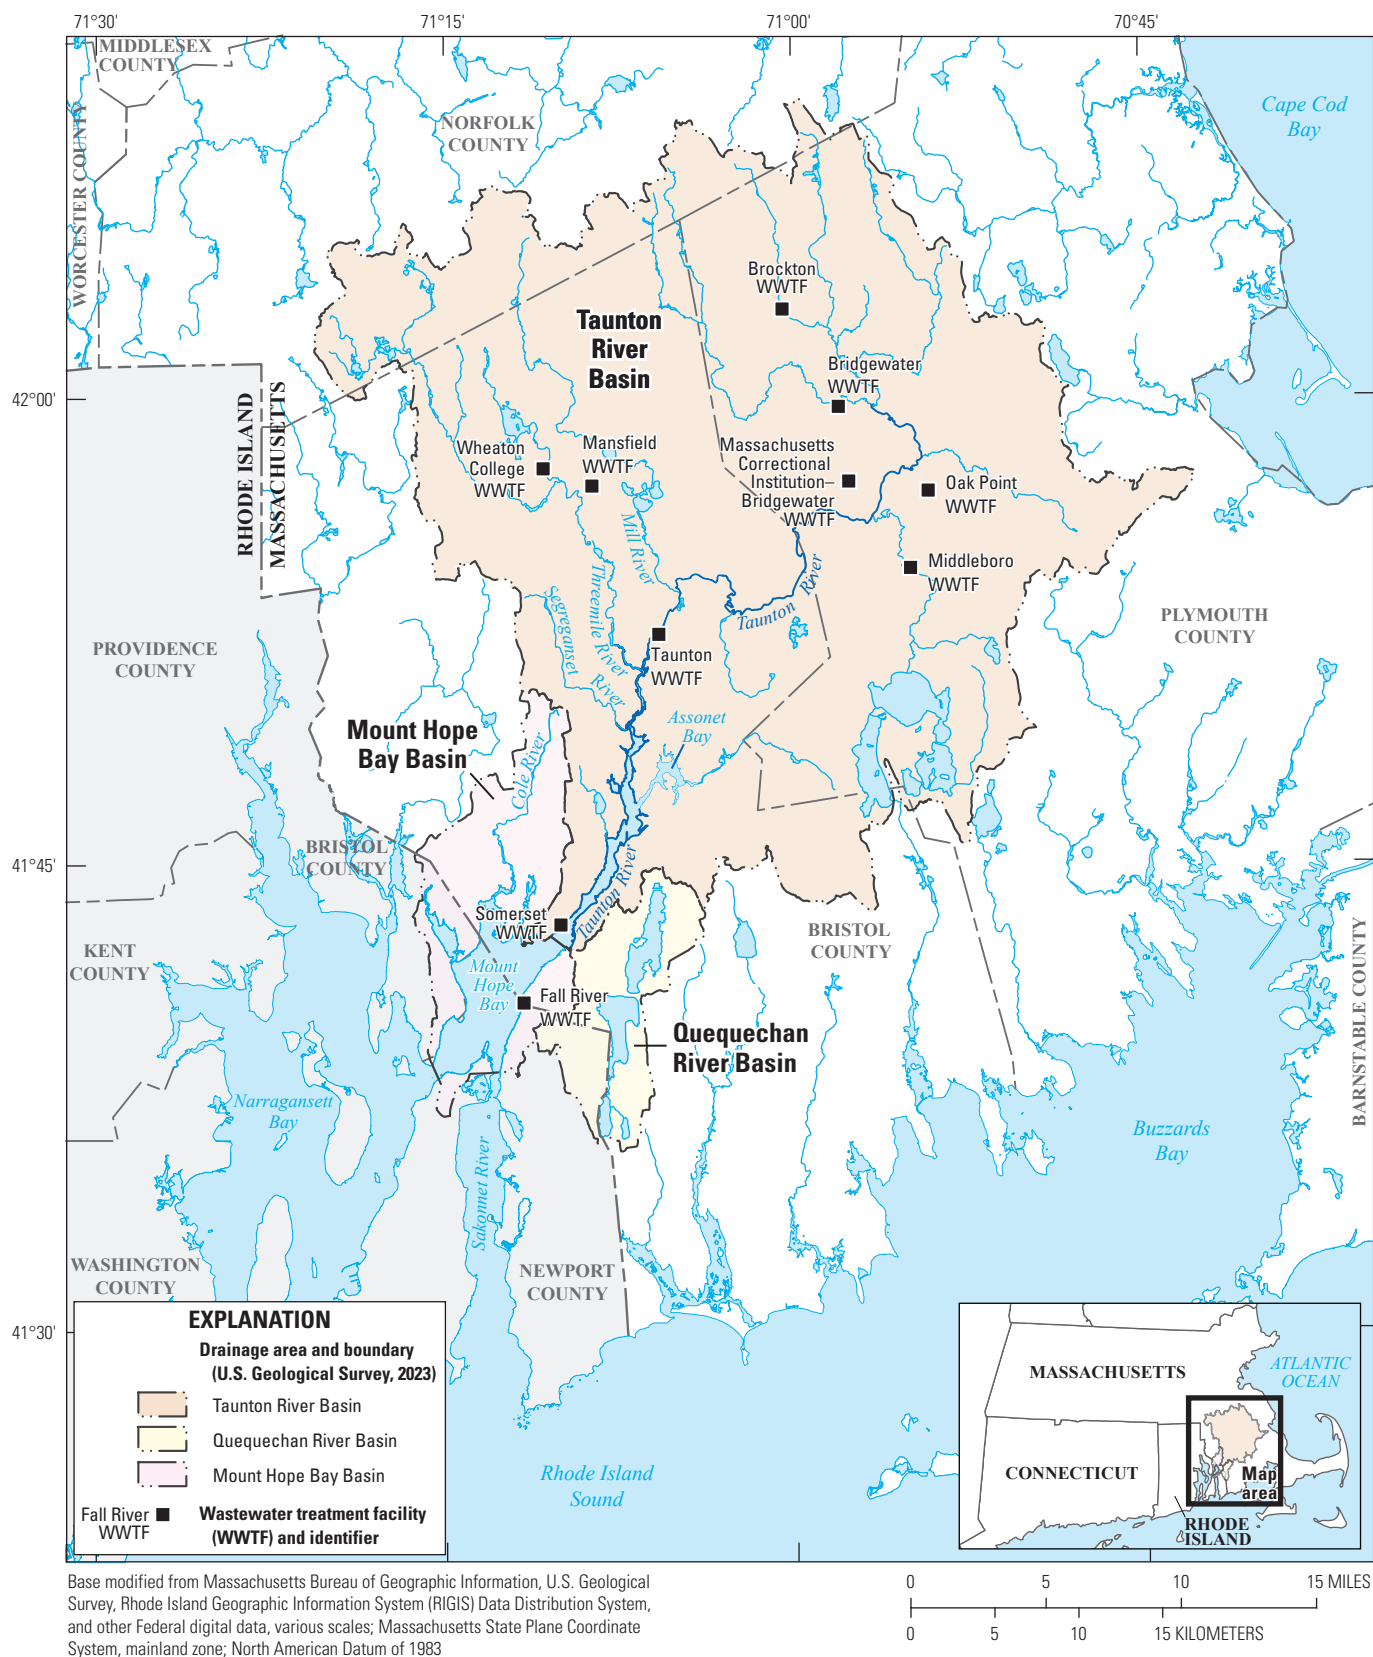 71°30'
71°15'
71°00'
70°45'
MIDDLESEX
COUNTY
WORCESTER COUNTY
NORFOLK
COUNTY
Cape Cod
Bay
Brockton
WWTF
Taunton
River
Basin
Bridgewater
WWTF
42°00'
RHODE ISLAND
MASSACHUSETTS
Wheaton
College
WWTF
Mansfield
WWTF
Massachusetts
Correctional
Institution–
Bridgewater
WWTF
Oak Point
WWTF
Mill River
Threemile River
Segreganset River
Middleboro
WWTF
Taunton River
PLYMOUTH
COUNTY
PROVIDENCE
COUNTY
Taunton
WWTF
Mount Hope
Bay Basin
Assonet
Bay
Cole River
BRISTOL
COUNTY
41°45'
Taunton River
Somerset
WWTF
BRISTOL
COUNTY
KENT
COUNTY
Mount
Hope
Bay
Fall River
WWTF
Quequechan
River Basin
BARNSTABLE COUNTY
Narragansett
Bay
Buzzards
Bay
Sakonnet River
WASHINGTON
COUNTY
NEWPORT
COUNTY
41°30'
EXPLANATION
Drainage area and boundary
(U.S. Geological Survey, 2023)
Taunton River Basin
Quequechan River Basin
Mount Hope Bay Basin
Fall River
WWTF
Wastewater treatment facility
(WWTF) and identifier
Rhode Island
Sound
MASSACHUSETTS
ATLANTIC
OCEAN
CONNECTICUT
Map
area
RHODE
ISLAND
Base modified from Massachusetts Bureau of Geographic Information, U.S. Geological
Survey, Rhode Island Geographic Information System (RIGIS) Data Distribution System,
and other Federal digital data, various scales; Massachusetts State Plane Coordinate
System, mainland zone; North American Datum of 1983
0 5 10 15 MILES
0 5 10 15 KILOMETERS